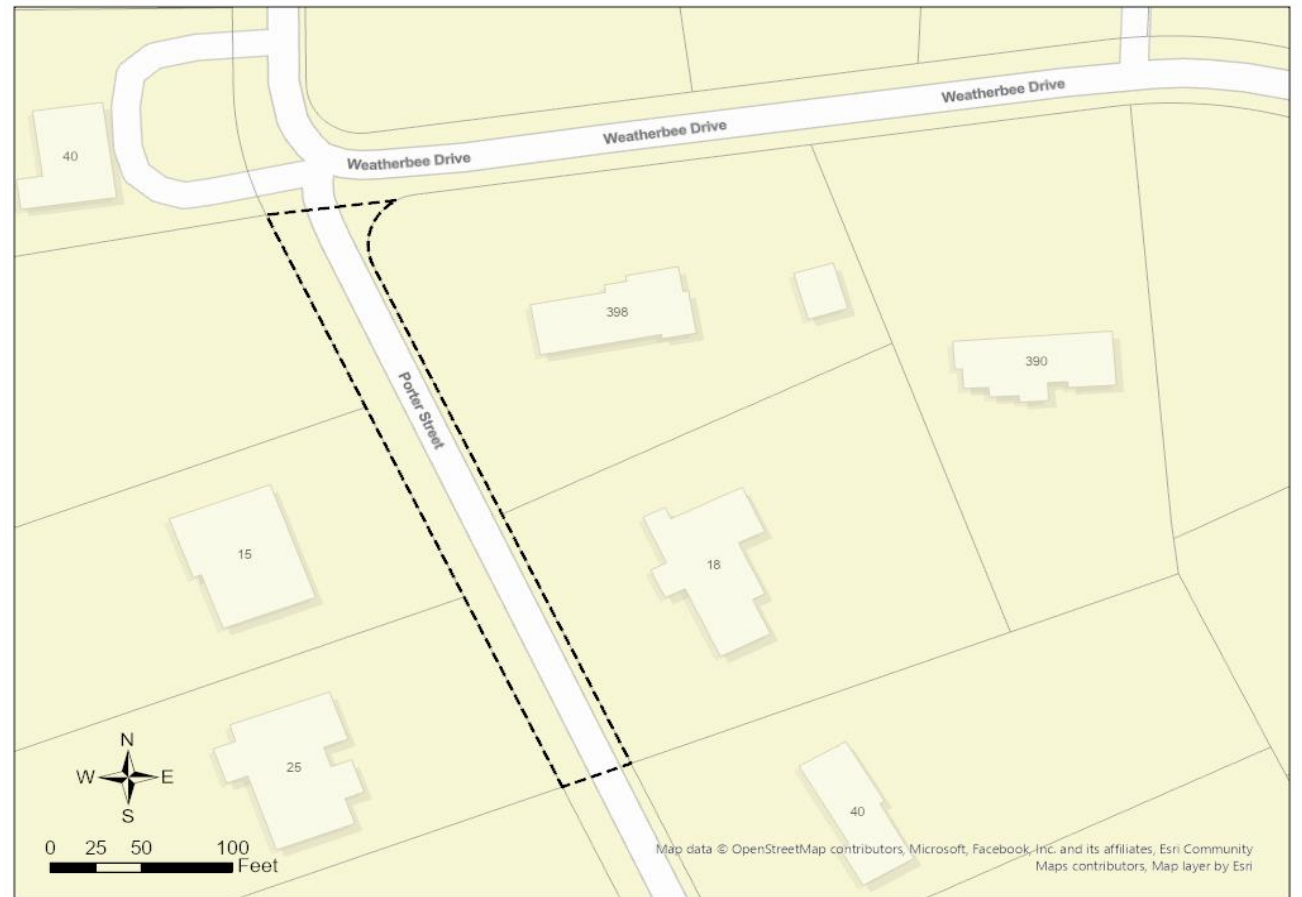 Weatherbee Drive
Weatherbee Drive
Weatherbee Drive
40
398
390
Porter Street
15
18
25
40
N
W E
S
0 25 50 100
Feet
Map data © OpenStreetMap contributors, Microsoft, Facebook, Inc. and its affiliates, Esri Community
Maps contributors, Map layer by Esri